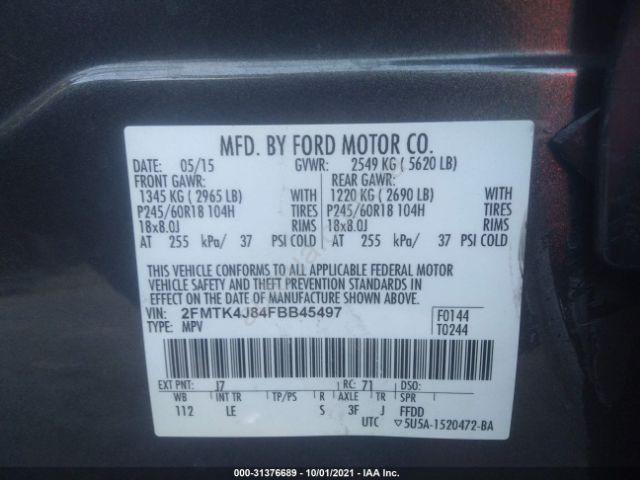 MFD. BY FORD MOTOR CO.
DATE: 05/15 GVWR: 2549 KG ( 5620 LB)
FRONT GAWR: REAR GAWR:
1345 KG ( 2965 LB) WITH 1220 KG ( 2690 LB) WITH
P245/60R18 104H TIRES P245/60R18 104H TIRES
18x8.0J RIMS 18x8.0J RIMS
AT 255 kPa/ 37 PSI COLD AT 255 kPa/ 37 PSI COLD
THIS VEHICLE CONFORMS TO ALL APPLICABLE FEDERAL MOTOR
VEHICLE SAFETY AND THEFT PREVENTION STANDARDS IN EFFECT
ON THE DATE OF MANUFACTURE SHOWN ABOVE.
VIN: 2FMTK4J84FBB45497 F0144
TYPE: MPV T0244
EXT PNT: J7 RC: 71 DSO:
WB INT TR TP/PS R AXLE TR SPR
112 LE S 3F J FFDD
UTC ▽5U5A-1520472-BA
000-31376689 - 10/01/2021 - IAA Inc.